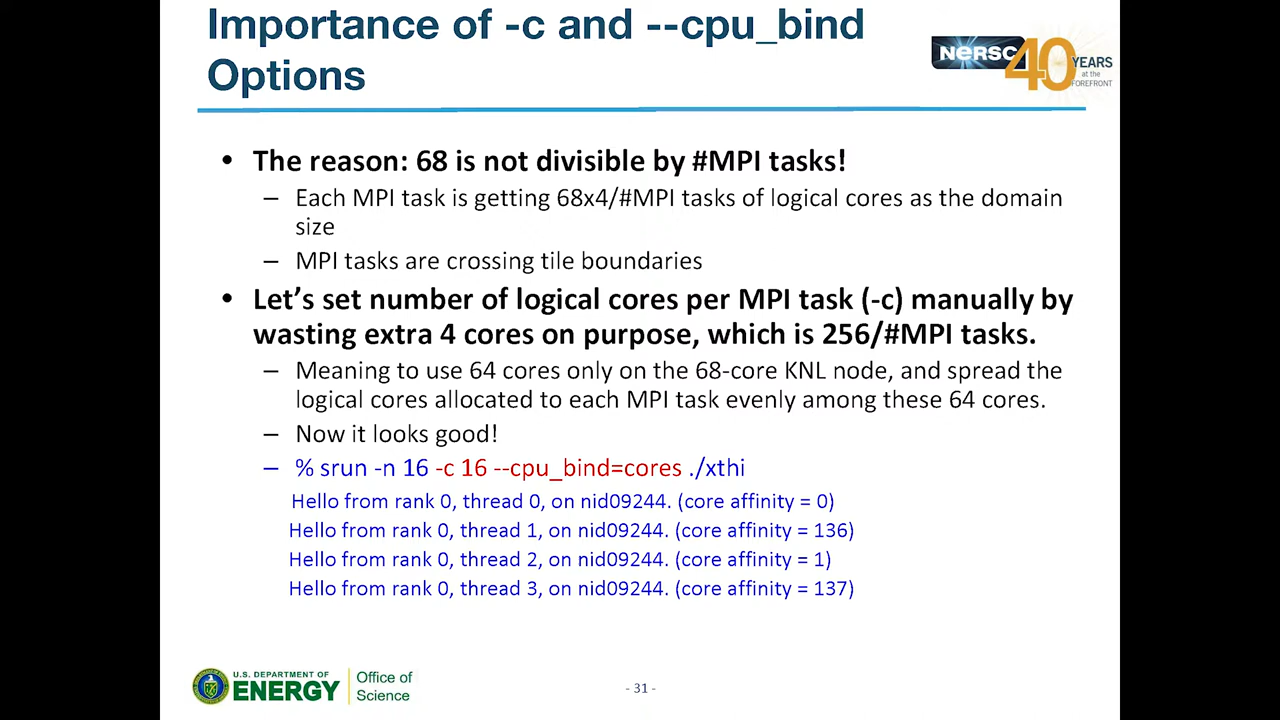 Importance of -c and --cpu_bind
Options
NERSC 40 YEARS
at the
FOREFRONT
• The reason: 68 is not divisible by #MPI tasks!
– Each MPI task is getting 68x4/#MPI tasks of logical cores as the domain
size
– MPI tasks are crossing tile boundaries
• Let’s set number of logical cores per MPI task (-c) manually by
wasting extra 4 cores on purpose, which is 256/#MPI tasks.
– Meaning to use 64 cores only on the 68-core KNL node, and spread the
logical cores allocated to each MPI task evenly among these 64 cores.
– Now it looks good!
– % srun -n 16 -c 16 --cpu_bind=cores ./xthi
Hello from rank 0, thread 0, on nid09244. (core affinity = 0)
Hello from rank 0, thread 1, on nid09244. (core affinity = 136)
Hello from rank 0, thread 2, on nid09244. (core affinity = 1)
Hello from rank 0, thread 3, on nid09244. (core affinity = 137)
U.S. DEPARTMENT OF
ENERGY
Office of
Science
- 31 -